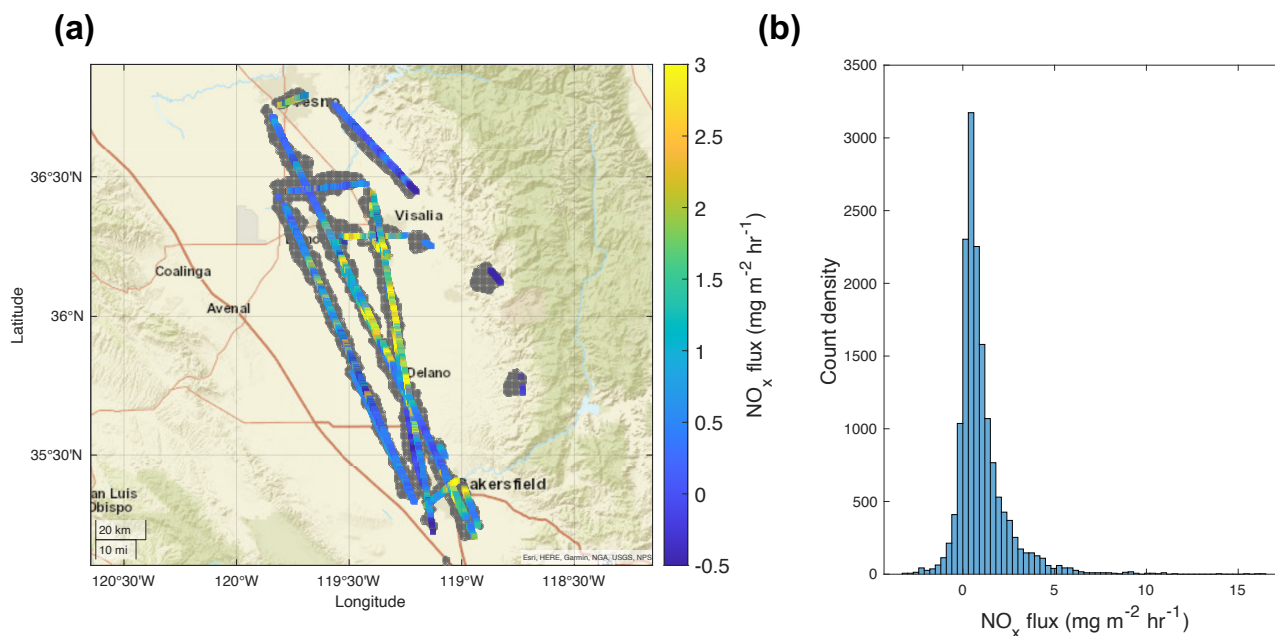 (a)
(b)
36°30'N
36°N
35°30'N
Latitude
120°30'W
120°W
119°30'W
119°W
118°30'W
Longitude
Visalia
Coalinga
Avenal
Delano
akersfield
an Luis
Obispo
20 km
10 mi
Esri, HERE, Garmin, NGA, USGS, NPS
3
2.5
2
1.5
1
0.5
0
-0.5
NOx flux (mg m-2 hr-1)
3500
3000
2500
2000
1500
1000
500
0
Count density
0
5
10
15
NOx flux (mg m-2 hr-1)